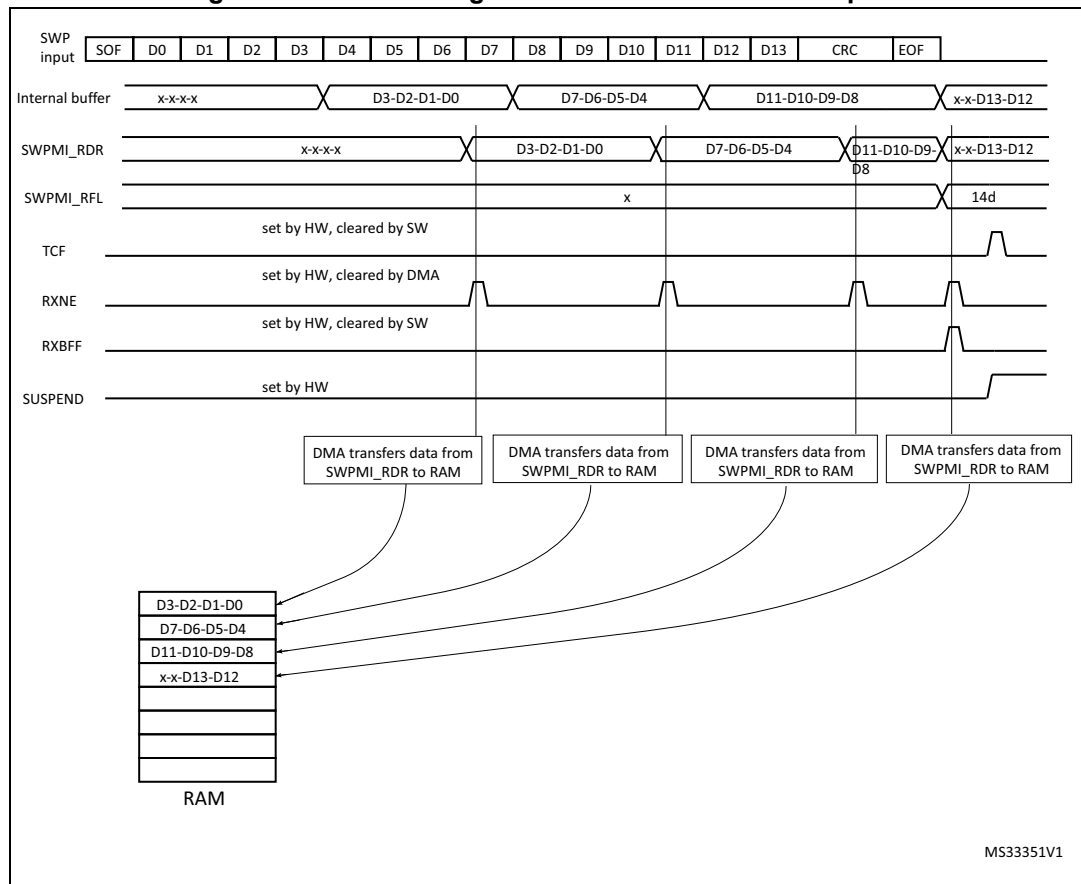 SWP input SOF D0 D1 D2 D3 D4 D5 D6 D7 D8 D9 D10 D11 D12 D13 CRC EOF
Internal buffer x-x-x-x D3-D2-D1-D0 D7-D6-D5-D4 D11-D10-D9-D8 x-x-D13-D12
SWPMI_RDR x-x-x-x D3-D2-D1-D0 D7-D6-D5-D4 D11-D10-D9-D8 x-x-D13-D12
SWPMI_RFL x 14d
set by HW, cleared by SW
TCF
set by HW, cleared by DMA
RXNE
set by HW, cleared by SW
RXBFF
set by HW
SUSPEND
DMA transfers data from
SWPMI_RDR to RAM
DMA transfers data from
SWPMI_RDR to RAM
DMA transfers data from
SWPMI_RDR to RAM
DMA transfers data from
SWPMI_RDR to RAM
D3-D2-D1-D0
D7-D6-D5-D4
D11-D10-D9-D8
x-x-D13-D12
RAM
MS33351V1